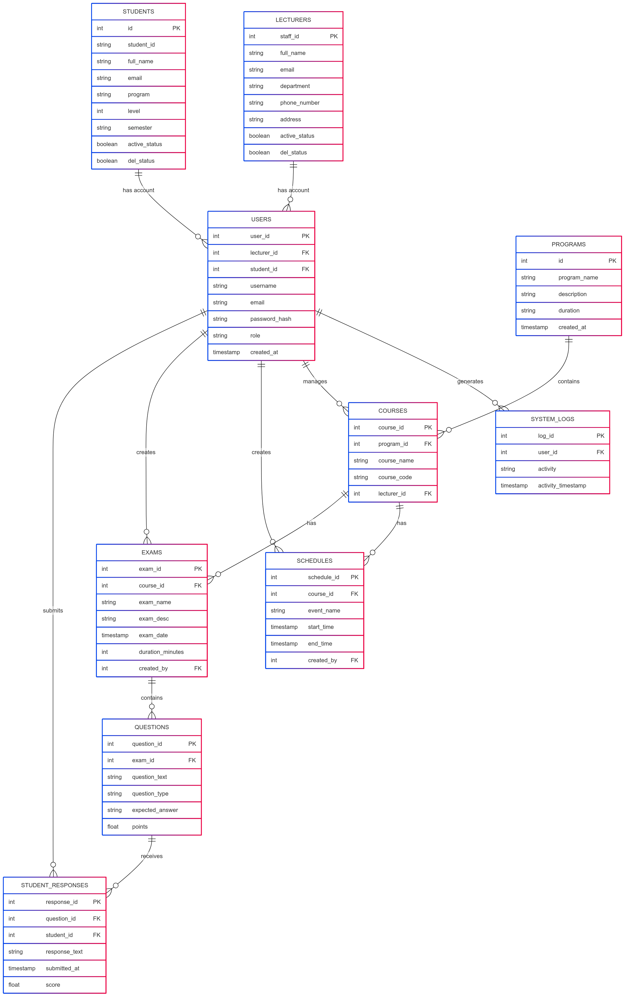 STUDENTS
int id PK
string student_id
string full_name
string email
string program
int level
string semester
boolean active_status
boolean del_status
LECTURERS
int staff_id PK
string full_name
string email
string department
string phone_number
string address
boolean active_status
boolean del_status
has account
has account
USERS
int user_id PK
int lecturer_id FK
int student_id FK
string username
string email
string password_hash
string role
timestamp created_at
PROGRAMS
int id PK
string program_name
string description
string duration
timestamp created_at
manages
generates
contains
COURSES
int course_id PK
int program_id FK
string course_name
string course_code
int lecturer_id FK
SYSTEM_LOGS
int log_id PK
int user_id FK
string activity
timestamp activity_timestamp
creates
creates
has
has
EXAMS
int exam_id PK
int course_id FK
string exam_name
string exam_desc
timestamp exam_date
int duration_minutes
int created_by FK
SCHEDULES
int schedule_id PK
int course_id FK
string event_name
timestamp start_time
timestamp end_time
int created_by FK
submits
contains
QUESTIONS
int question_id PK
int exam_id FK
string question_text
string question_type
string expected_answer
float points
receives
STUDENT_RESPONSES
int response_id PK
int question_id FK
int student_id FK
string response_text
timestamp submitted_at
float score